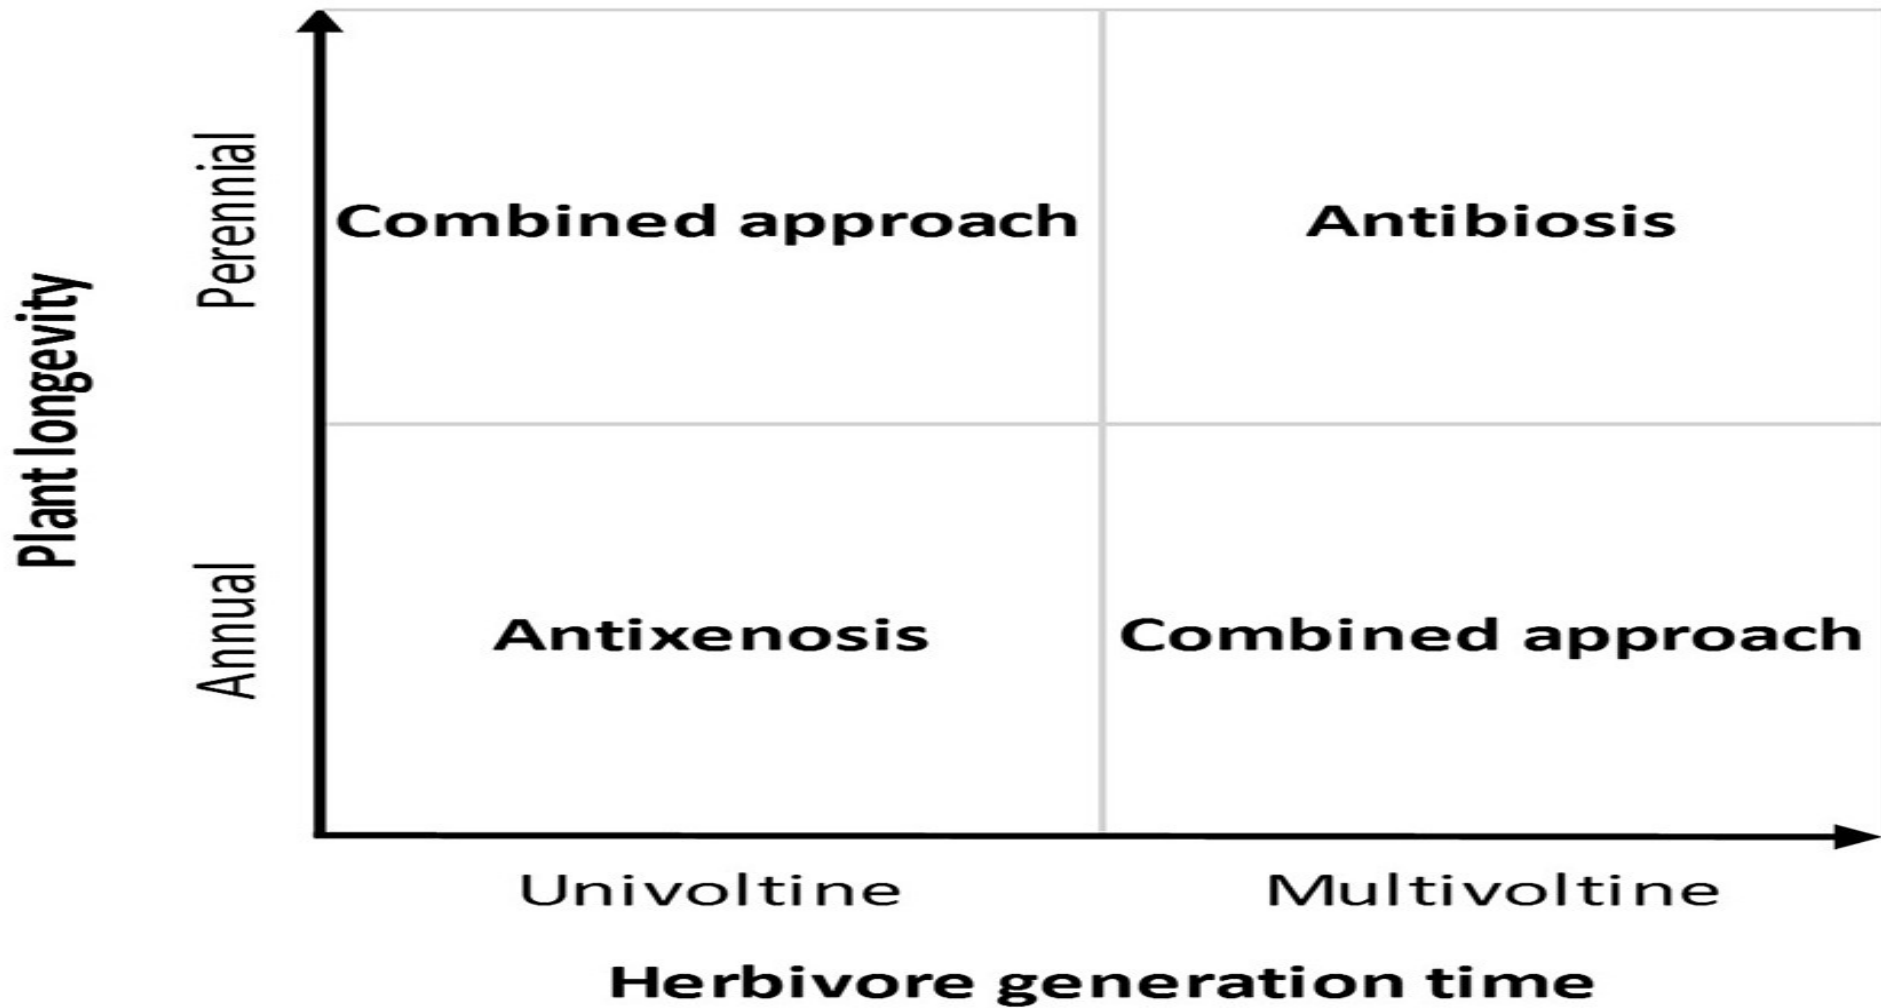 Plant longevity
Perennial
Combined approach
Antibiosis
Annual
Antixenosis
Combined approach
Univoltine
Multivoltine
Herbivore generation time